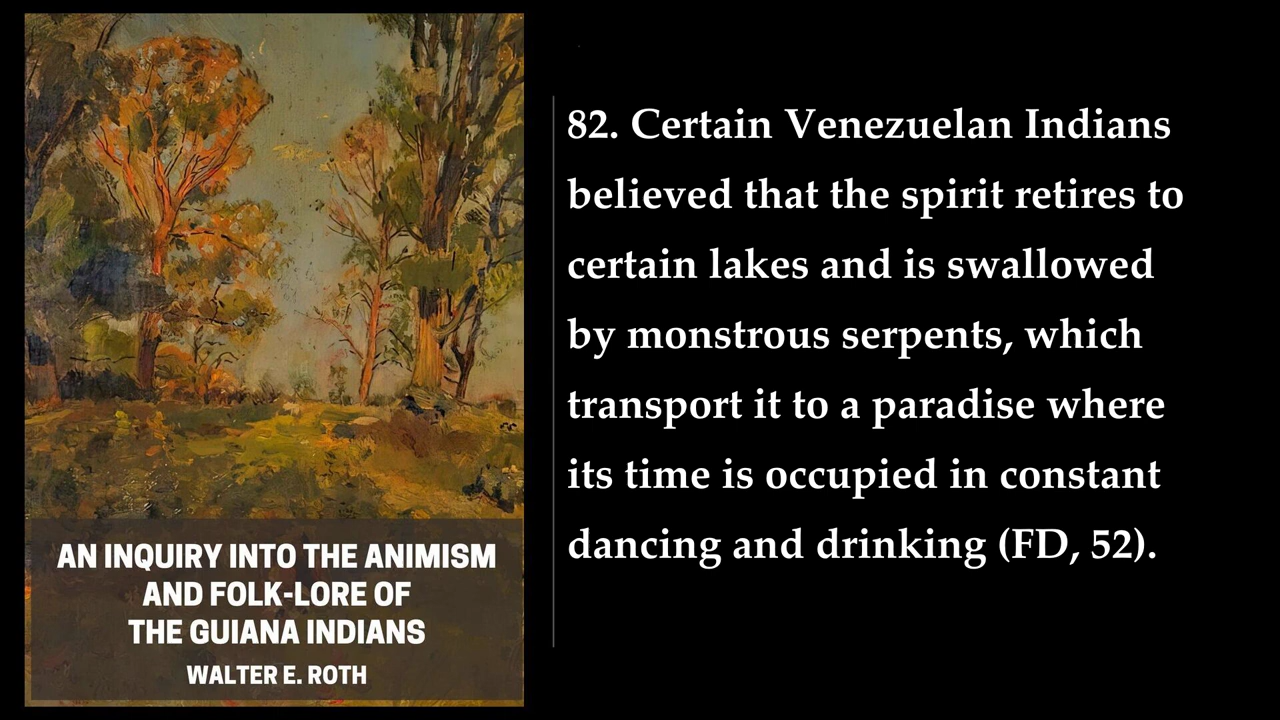 AN INQUIRY INTO THE ANIMISM
AND FOLK-LORE OF
THE GUIANA INDIANS
WALTER E. ROTH
82. Certain Venezuelan Indians
believed that the spirit retires to
certain lakes and is swallowed
by monstrous serpents, which
transport it to a paradise where
its time is occupied in constant
dancing and drinking (FD, 52).